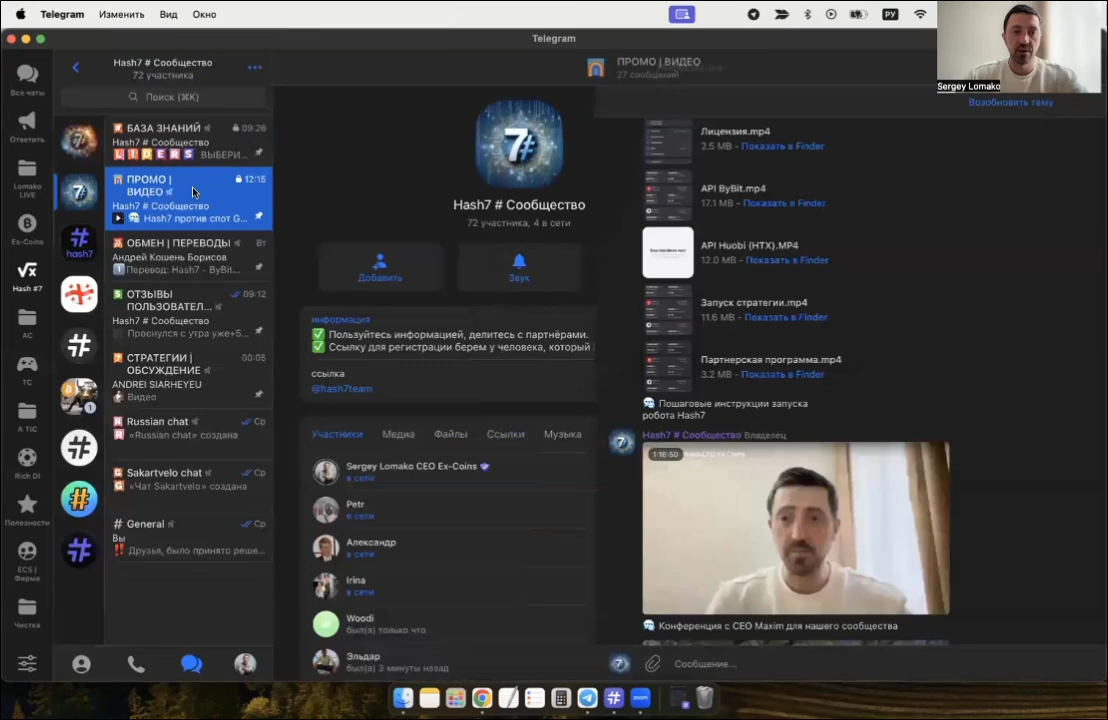 Telegram Изменить Вид Окно
РУ
Telegram
Sergey Lomako
Возобновить тему
Все чаты
Ответить
Lomako LIVE
Ex-Coins
Hash #7
AC
TC
A TIC
Rich DI
Полезности
ECS | Фирма
Чистка
Hash7 # Сообщество
72 участника
Поиск (⌘K)
БАЗА ЗНАНИЙ 09:26
Hash7 # Сообщество
LIDERS ВЫБЕРИ...
ПРОМО | ВИДЕО 12:15
Hash7 # Сообщество
Hash7 против спот G...
ОБМЕН | ПЕРЕВОДЫ Вт
Андрей Кошень Борисов
Перевод: Hash7 - ByBit...
ОТЗЫВЫ ПОЛЬЗОВАТЕЛ... 09:12
Hash7 # Сообщество
Проснулся с утра уже+5...
СТРАТЕГИИ | ОБСУЖДЕНИЕ 00:05
ANDREI SIARHEYEU
Видео
Russian chat Ср
«Russian chat» создана
Sakartvelo chat Ср
«Чат Sakartvelo» создана
# General Ср
Вы
Друзья, было принято реше...
hash7
1
7#
Hash7 # Сообщество
72 участника, 4 в сети
Добавить Звук
информация
Пользуйтесь информацией, делитесь с партнёрами.
Ссылку для регистрации берем у человека, который
ссылка
@hash7team
Участники Медиа Файлы Ссылки Музыка
Sergey Lomako CEO Ex-Coins
в сети
Petr
в сети
Александр
в сети
Irina
в сети
Woodi
был(а) только что
Эльдар
был(а) 3 минуты назад
ПРОМО | ВИДЕО
27 сообщений
Лицензия.mp4
2.5 MB - Показать в Finder
API ByBit.mp4
17.1 MB - Показать в Finder
API Huobi (HTX).MP4
12.0 MB - Показать в Finder
Запуск стратегии.mp4
11.6 MB - Показать в Finder
Партнерская программа.mp4
3.2 MB - Показать в Finder
Пошаговые инструкции запуска
робота Hash7
Hash7 # Сообщество Владелец
1:16:50
Конференция с CEO Maxim для нашего сообщества
Сообщение...
zoom